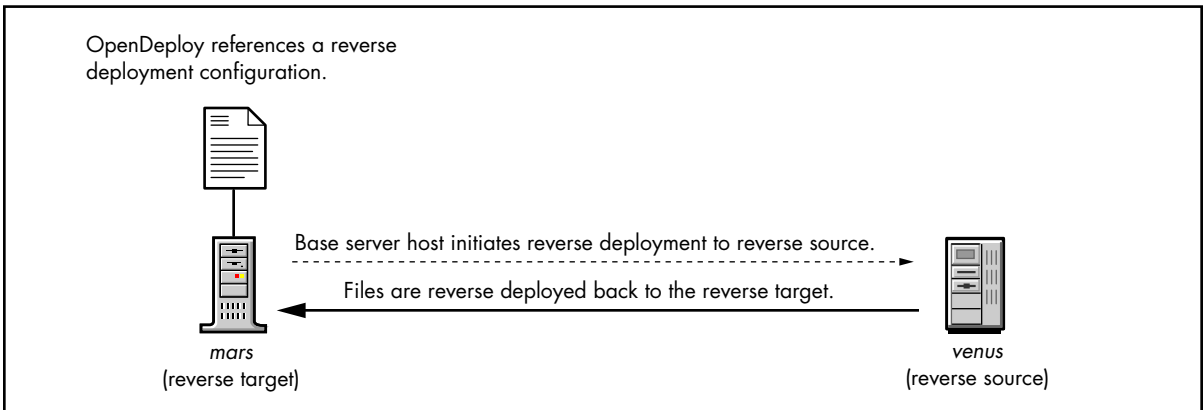 OpenDeploy references a reverse
deployment configuration.
Base server host initiates reverse deployment to reverse source.
Files are reverse deployed back to the reverse target.
mars
(reverse target)
venus
(reverse source)